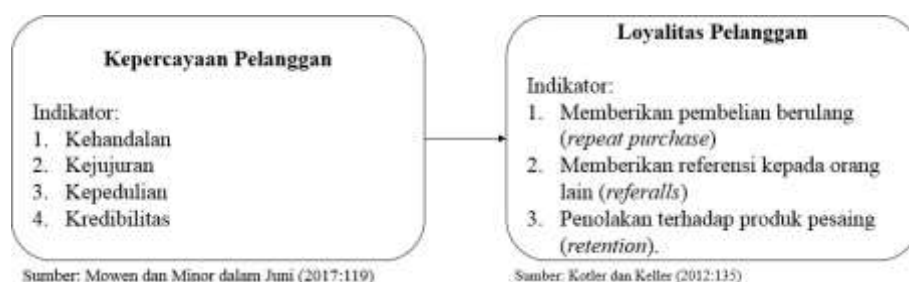 Kepercayaan Pelanggan
Indikator:
1. Kehandalan
2. Kejujuran
3. Kepedulian
4. Kredibilitas
Sumber: Mowen dan Minor dalam Juni (2017:119)
Loyalitas Pelanggan
Indikator:
1. Memberikan pembelian berulang
(repeat purchase)
2. Memberikan referensi kepada orang
lain (referalls)
3. Penolakan terhadap produk pesaing
(retention).
Sumber: Kotler dan Keller (2012:135)